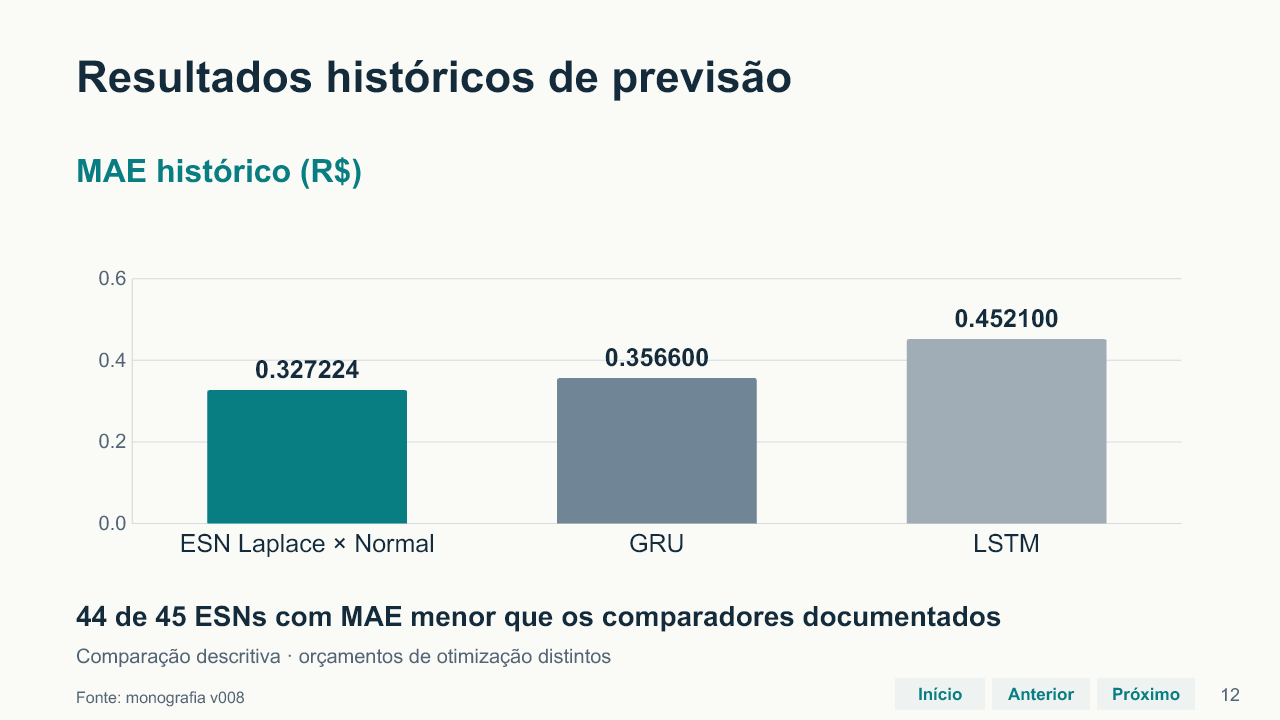 Resultados históricos de previsão
MAE histórico (R$)
0.6
0.4
0.2
0.0
0.327224
0.356600
0.452100
ESN Laplace × Normal
GRU
LSTM
44 de 45 ESNs com MAE menor que os comparadores documentados
Comparação descritiva · orçamentos de otimização distintos
Fonte: monografia v008
Início
Anterior
Próximo
12